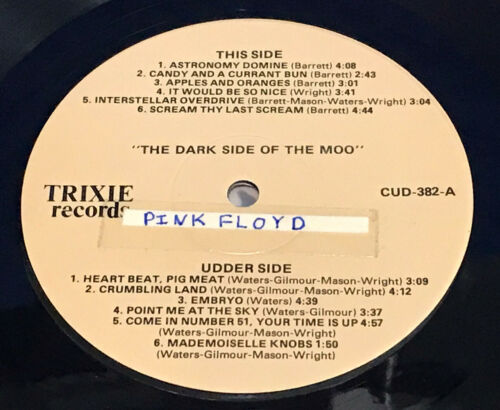 THIS SIDE
1. ASTRONOMY DOMINE (Barrett) 4:08
2. CANDY AND A CURRANT BUN (Barrett) 2:43
3. APPLES AND ORANGES (Barrett) 3:01
4. IT WOULD BE SO NICE (Wright) 3:41
5. INTERSTELLAR OVERDRIVE (Barrett-Mason-Waters-Wright) 3:04
6. SCREAM THY LAST SCREAM (Barrett) 4:44
"THE DARK SIDE OF THE MOO"
TRIXIE
records
CUD-382-A
PINK FLOYD
UDDER SIDE
1. HEART BEAT, PIG MEAT (Waters-Gilmour-Mason-Wright) 3:09
2. CRUMBLING LAND (Waters-Gilmour-Mason-Wright) 4:12
3. EMBRYO (Waters) 4:39
4. POINT ME AT THE SKY (Waters-Gilmour) 3:37
5. COME IN NUMBER 51, YOUR TIME IS UP 4:57
(Waters-Gilmour-Mason-Wright)
6. MADEMOISELLE KNOBS 1:50
(Waters-Gilmour-Mason-Wright)